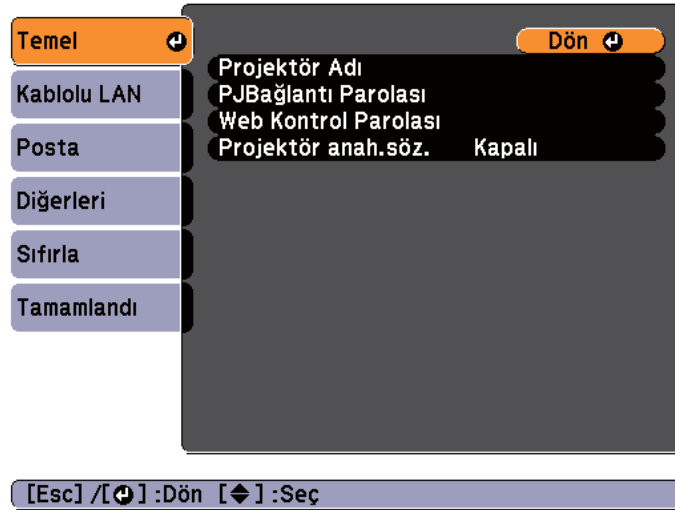 Temel
Kablolu LAN
Posta
Diğerleri
Sıfırla
Tamamlandı
Dön
Projektör Adı
PJBağlantı Parolası
Web Kontrol Parolası
Projektör anah.söz. Kapalı
[Esc] /[⏎] :Dön [◆] :Seç